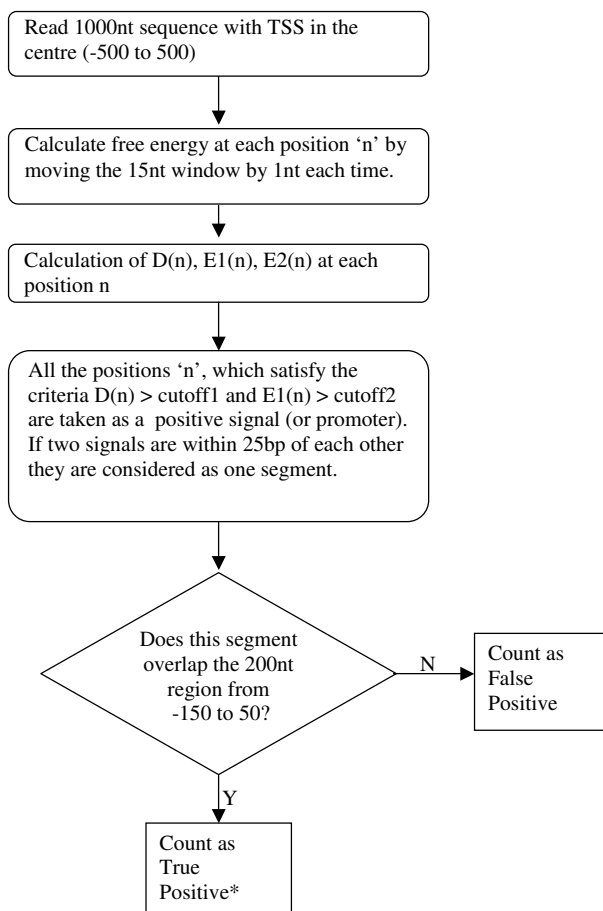 Read 1000nt sequence with TSS in the
centre (-500 to 500)
Calculate free energy at each position ‘n’ by
moving the 15nt window by 1nt each time.
Calculation of D(n), E1(n), E2(n) at each
position n
All the positions ‘n’, which satisfy the
criteria D(n) > cutoff1 and E1(n) > cutoff2
are taken as a positive signal (or promoter).
If two signals are within 25bp of each other
they are considered as one segment.
Does this segment
overlap the 200nt
region from
-150 to 50?
N
Count as
False
Positive
Y
Count as
True
Positive*